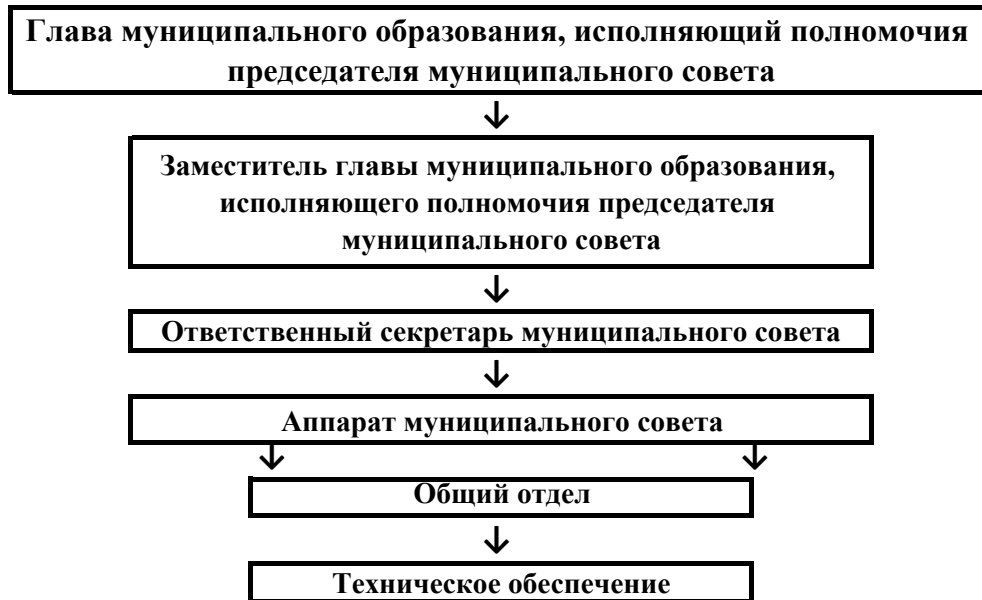 Глава муниципального образования, исполняющий полномочия
председателя муниципального совета
Заместитель главы муниципального образования,
исполняющего полномочия председателя
муниципального совета
Ответственный секретарь муниципального совета
Аппарат муниципального совета
Общий отдел
Техническое обеспечение